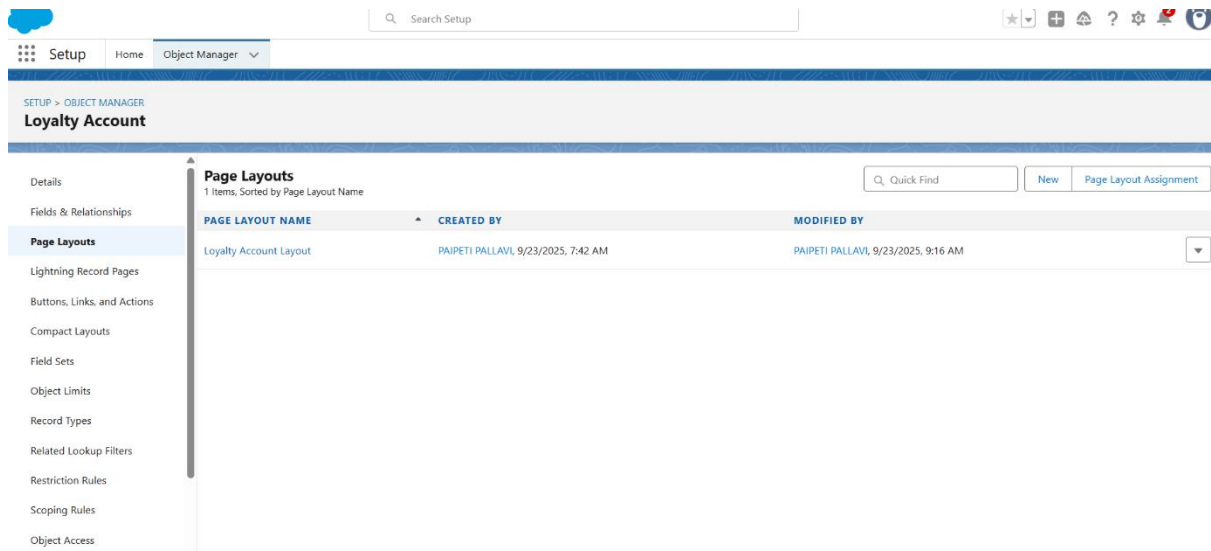 Search Setup
2
Setup Home Object Manager
SETUP > OBJECT MANAGER
Loyalty Account
Details
Fields & Relationships
Page Layouts
Lightning Record Pages
Buttons, Links, and Actions
Compact Layouts
Field Sets
Object Limits
Record Types
Related Lookup Filters
Restriction Rules
Scoping Rules
Object Access
Page Layouts
1 Items, Sorted by Page Layout Name
Quick Find
New
Page Layout Assignment
PAGE LAYOUT NAME CREATED BY MODIFIED BY
Loyalty Account Layout PAIPETI PALLAVI, 9/23/2025, 7:42 AM PAIPETI PALLAVI, 9/23/2025, 9:16 AM